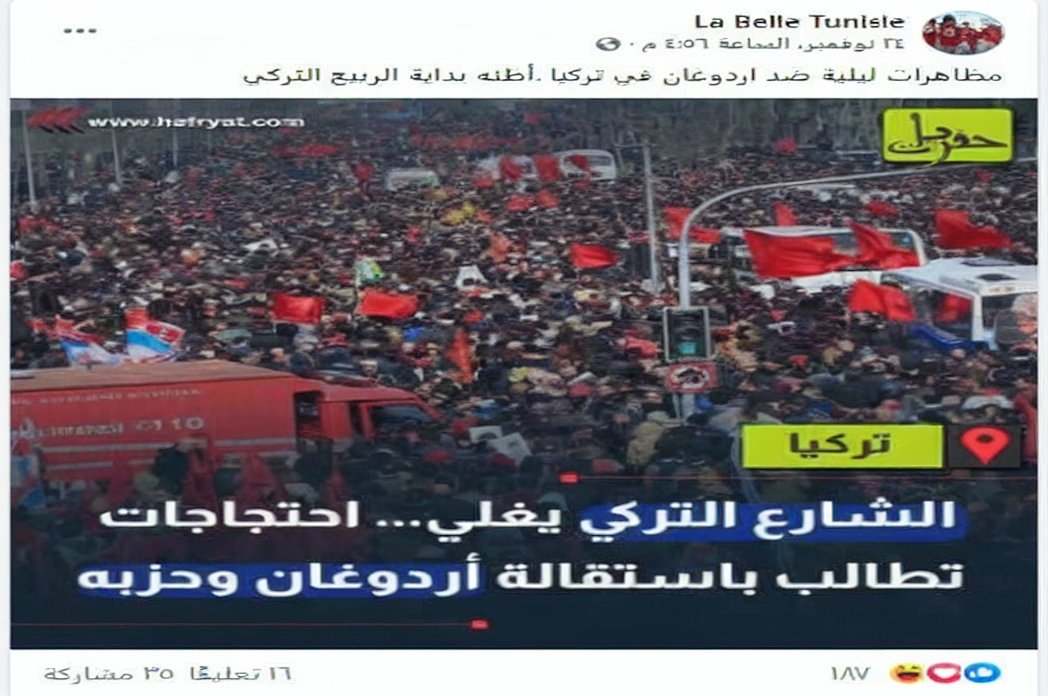 La Belle Tunisie
٢٤ نوفمبر، الساعة ٤:٥٦ م ·
مظاهرات ليلية ضد اردوغان في تركيا .أظنه بداية الربيع التركي
www.hafryat.com
حفريات
110
تركيا
الشارع التركي يغلي... احتجاجات
تطالب باستقالة أردوغان وحزبه
١٨٧
١٦ تعليقًا ٣٥ مشاركة